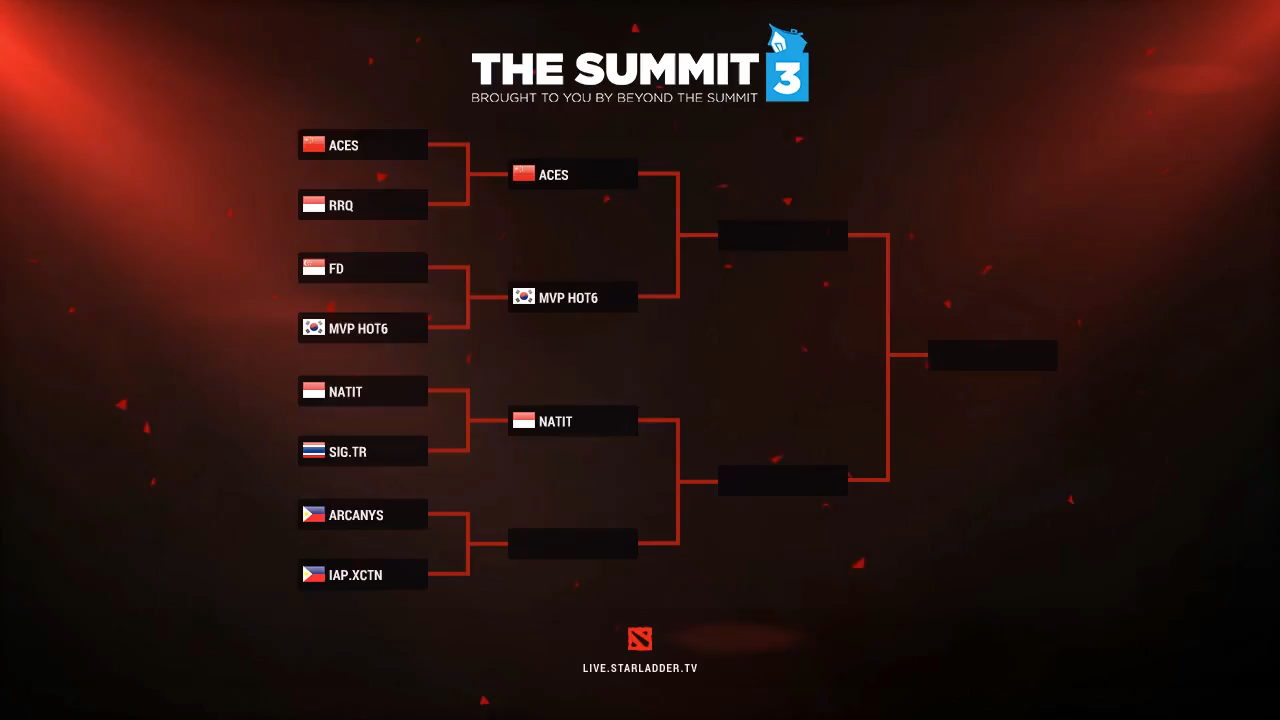 THE SUMMIT 3
BROUGHT TO YOU BY BEYOND THE SUMMIT
ACES
RRQ
FD
MVP HOT6
NATIT
SIG.TR
ARCANYS
IAP.XCTN
ACES
MVP HOT6
NATIT
LIVE.STARLADDER.TV